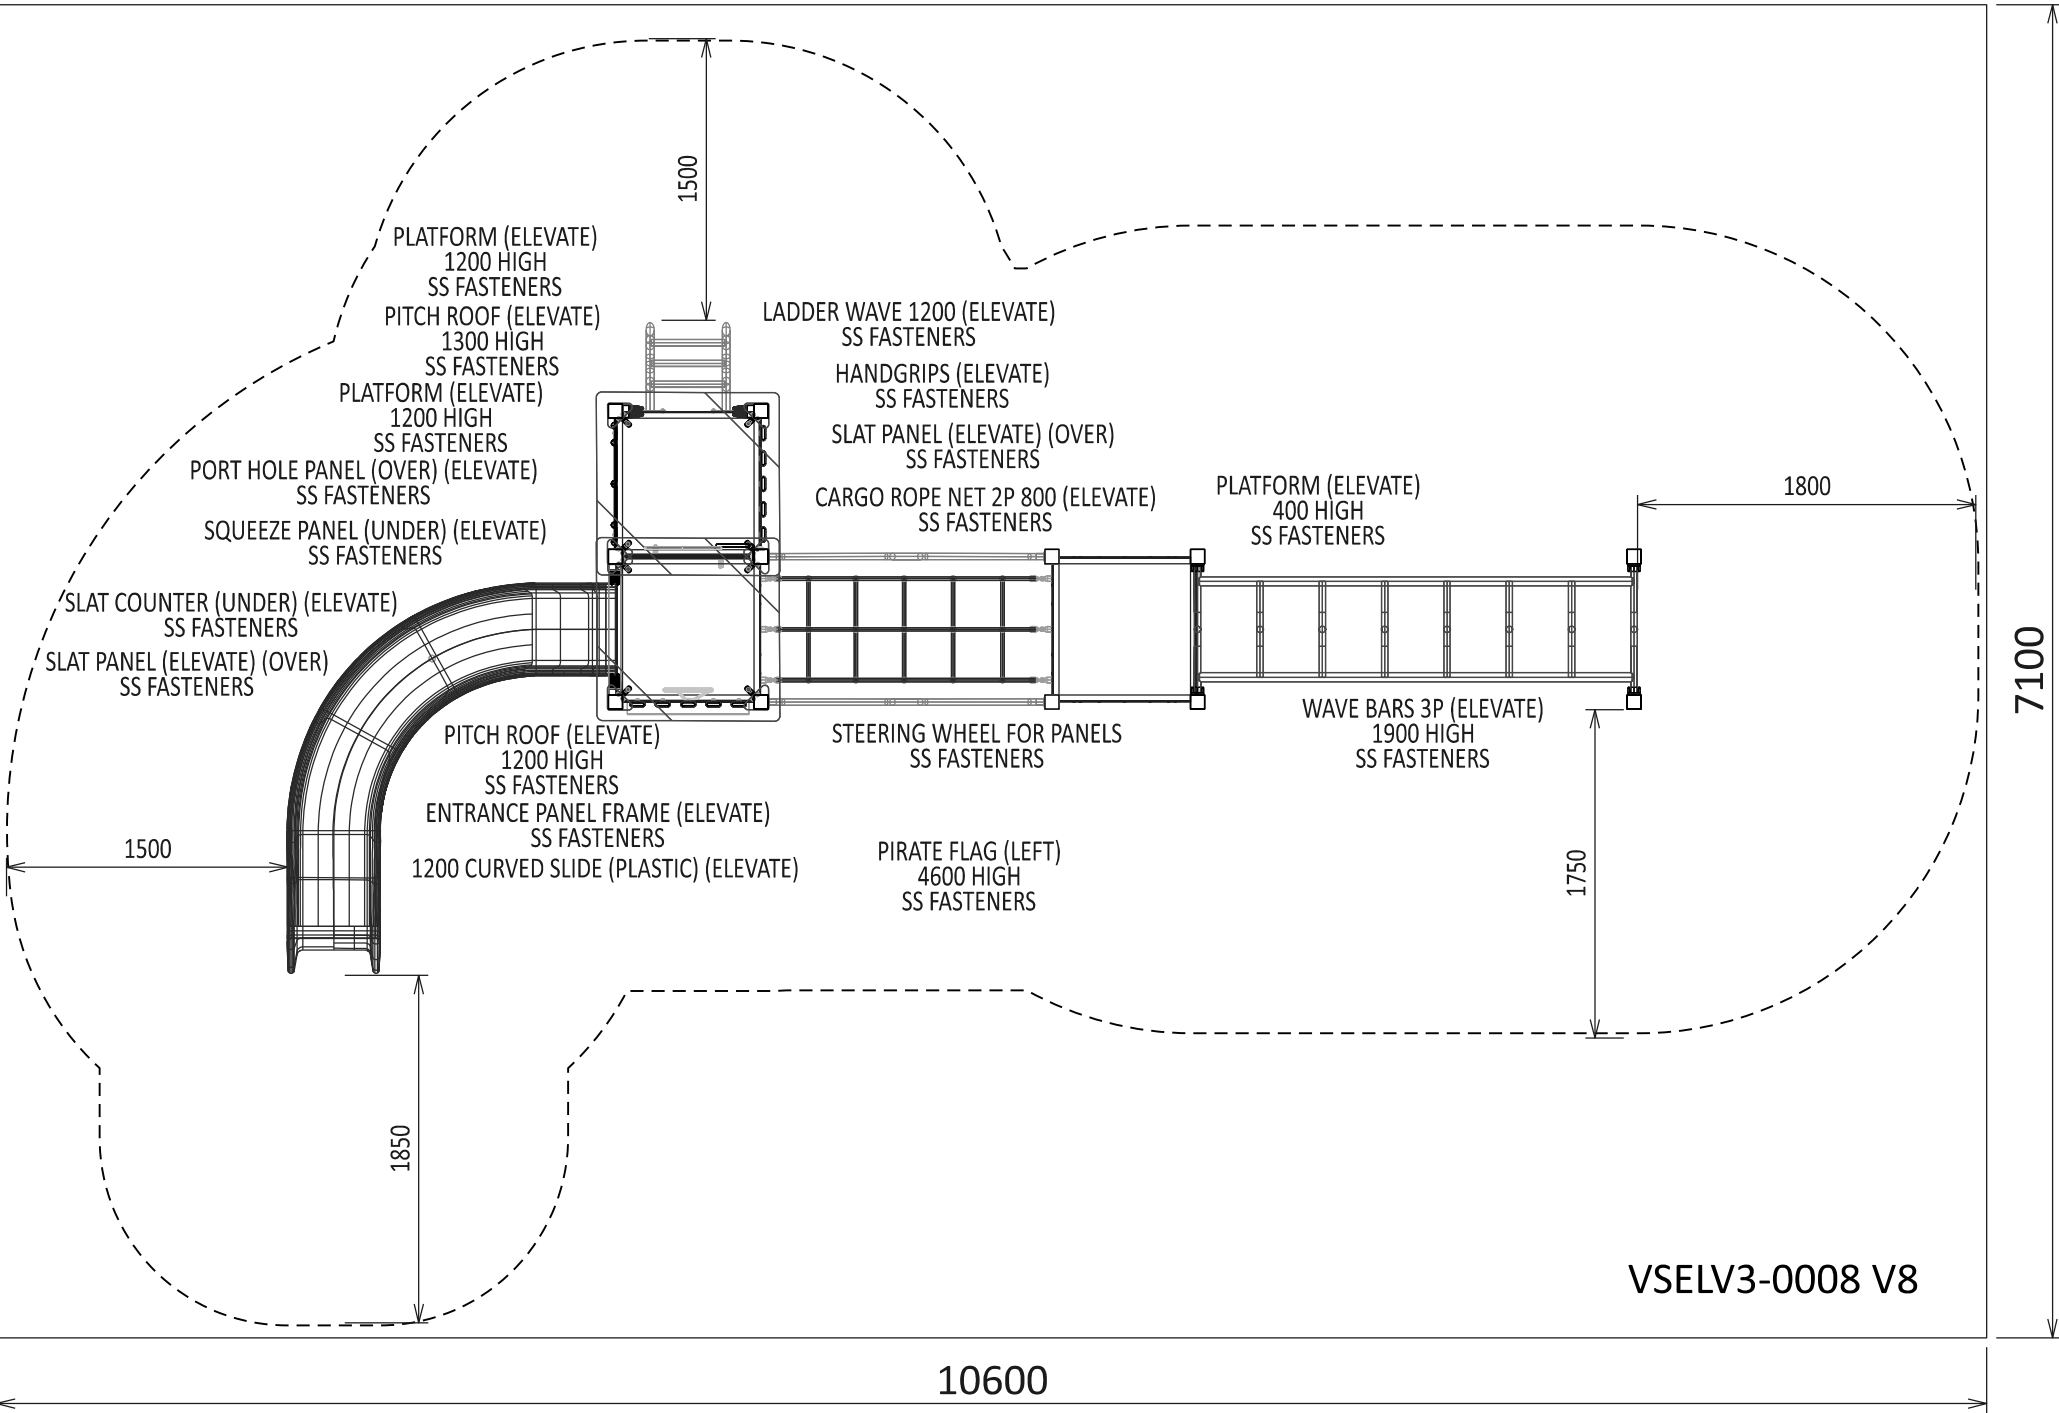 1500
PLATFORM (ELEVATE)
1200 HIGH
SS FASTENERS
PITCH ROOF (ELEVATE)
1300 HIGH
SS FASTENERS
PLATFORM (ELEVATE)
1200 HIGH
SS FASTENERS
PORT HOLE PANEL (OVER) (ELEVATE)
SS FASTENERS
SQUEEZE PANEL (UNDER) (ELEVATE)
SS FASTENERS
SLAT COUNTER (UNDER) (ELEVATE)
SS FASTENERS
SLAT PANEL (ELEVATE) (OVER)
SS FASTENERS
LADDER WAVE 1200 (ELEVATE)
SS FASTENERS
HANDGRIPS (ELEVATE)
SS FASTENERS
SLAT PANEL (ELEVATE) (OVER)
SS FASTENERS
CARGO ROPE NET 2P 800 (ELEVATE)
SS FASTENERS
PLATFORM (ELEVATE)
400 HIGH
SS FASTENERS
1800
7100
PITCH ROOF (ELEVATE)
1200 HIGH
SS FASTENERS
ENTRANCE PANEL FRAME (ELEVATE)
SS FASTENERS
1200 CURVED SLIDE (PLASTIC) (ELEVATE)
STEERING WHEEL FOR PANELS
SS FASTENERS
WAVE BARS 3P (ELEVATE)
1900 HIGH
SS FASTENERS
1500
PIRATE FLAG (LEFT)
4600 HIGH
SS FASTENERS
1750
1850
VSELV3-0008 V8
10600